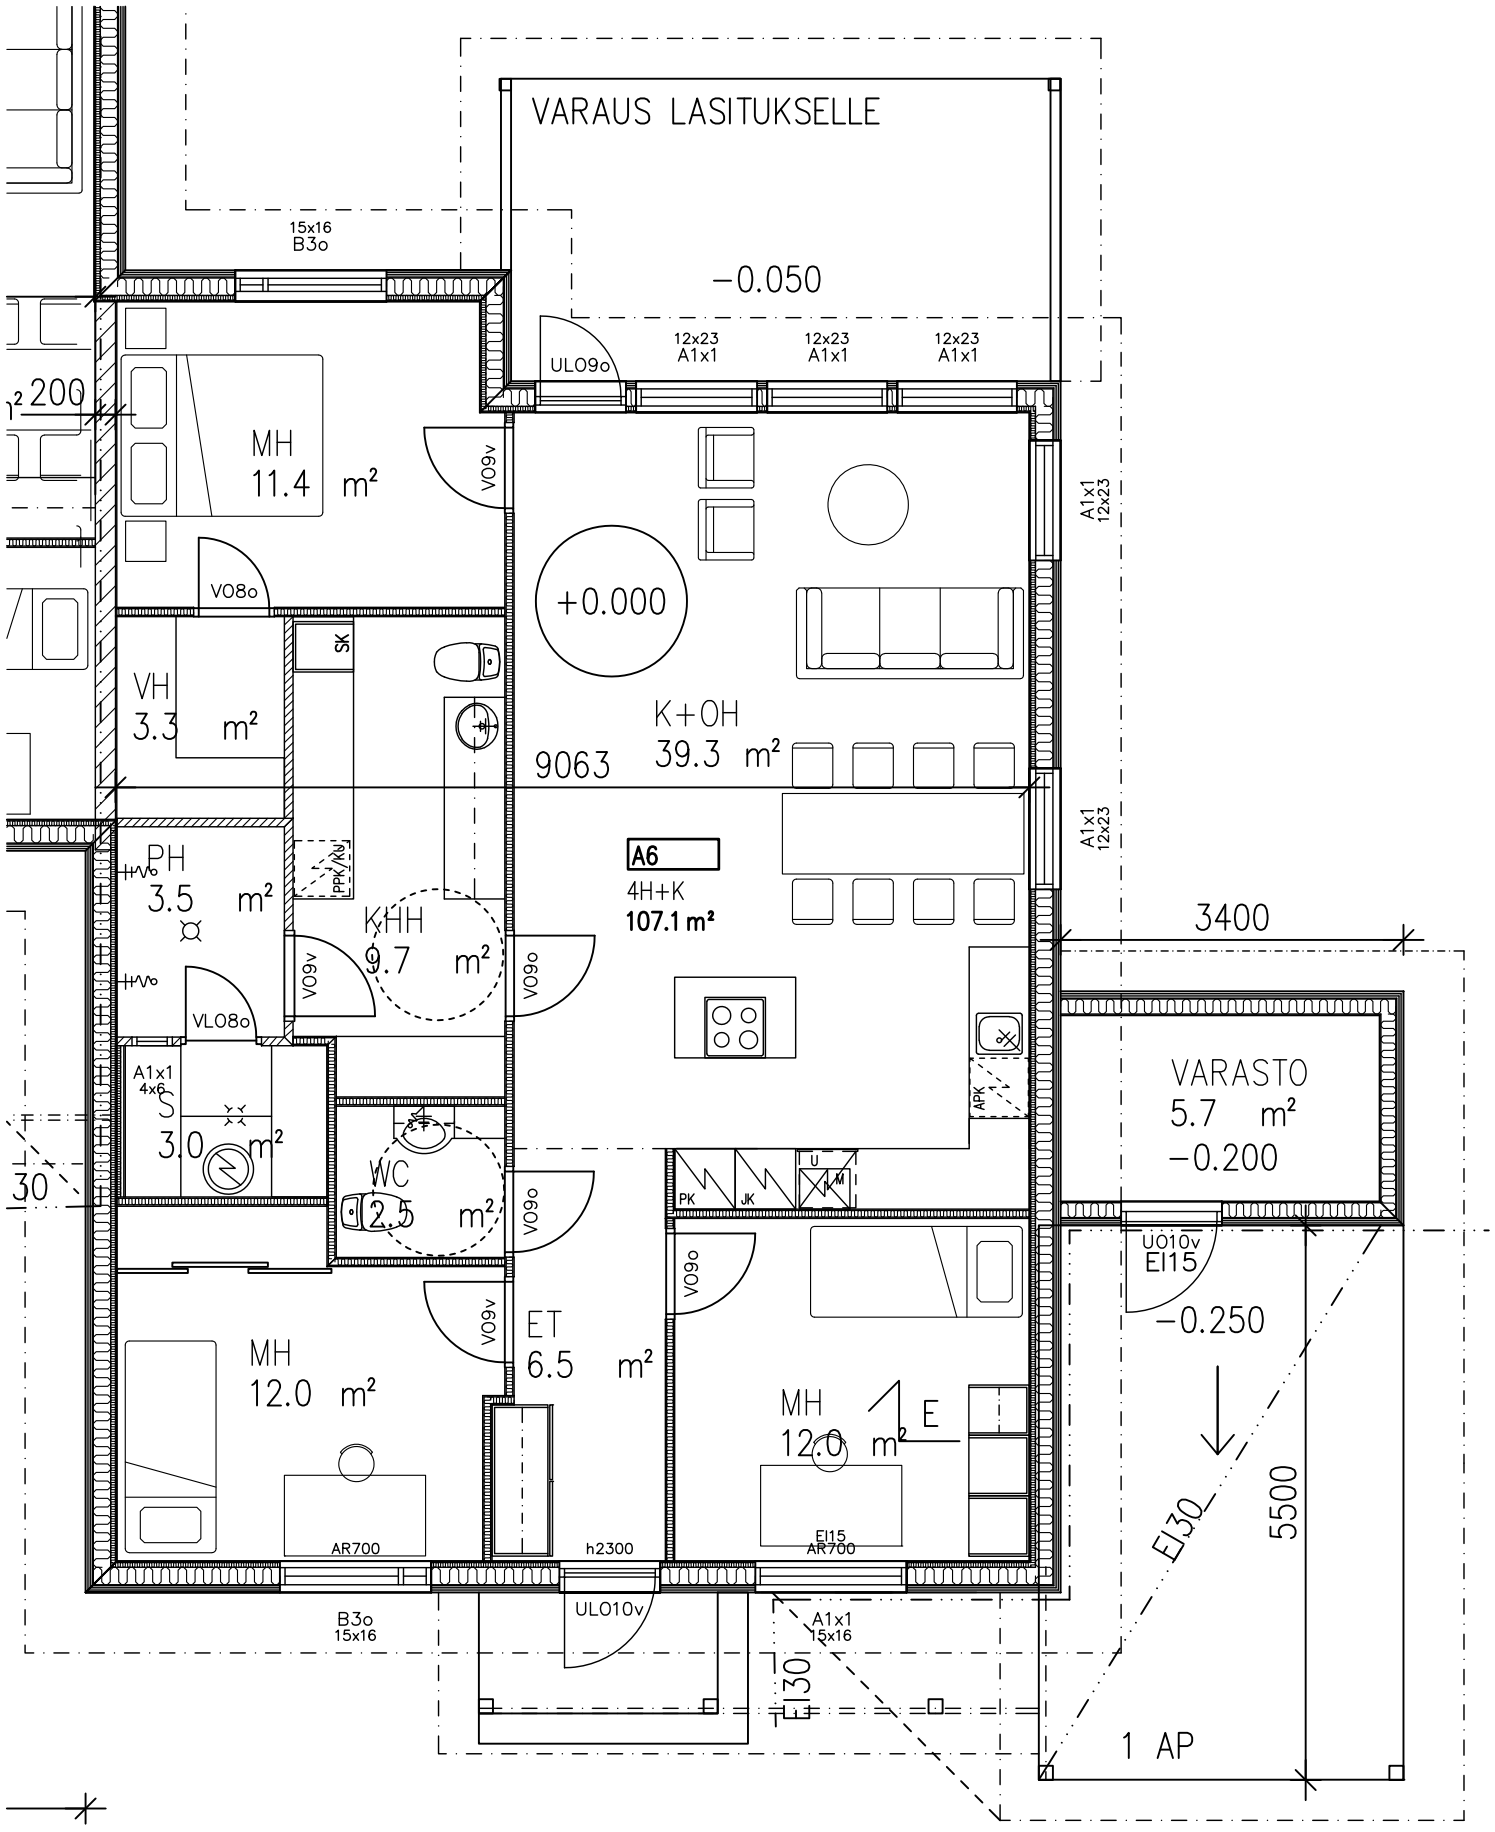 VARAUS LASITUKSELLE
15x16
B3o
-0.050
12x23
A1x1
12x23
A1x1
12x23
A1x1
UL09o
200
m²
MH
11.4 m²
V09v
A1x1
12x23
V08o
+0.000
SK
VH
3.3 m²
K+OH
39.3 m²
9063
A1x1
12x23
PPK/KU
PH
3.5 m²
A6
4H+K
107.1 m²
KHH
9.7 m²
V09v
V09o
3400
VL08o
A1x1
4x6
S
3.0 m²
APK
VARASTO
5.7 m²
-0.200
WC
2.5 m²
V09o
PK
JK
U
M
30
U010v
EI15
-0.250
V09v
V09o
ET
6.5 m²
MH
12.0 m²
MH
12.0 m²
E
EI30
5500
AR700
h2300
EI15
AR700
B3o
15x16
UL010v
A1x1
15x16
EI30
1 AP